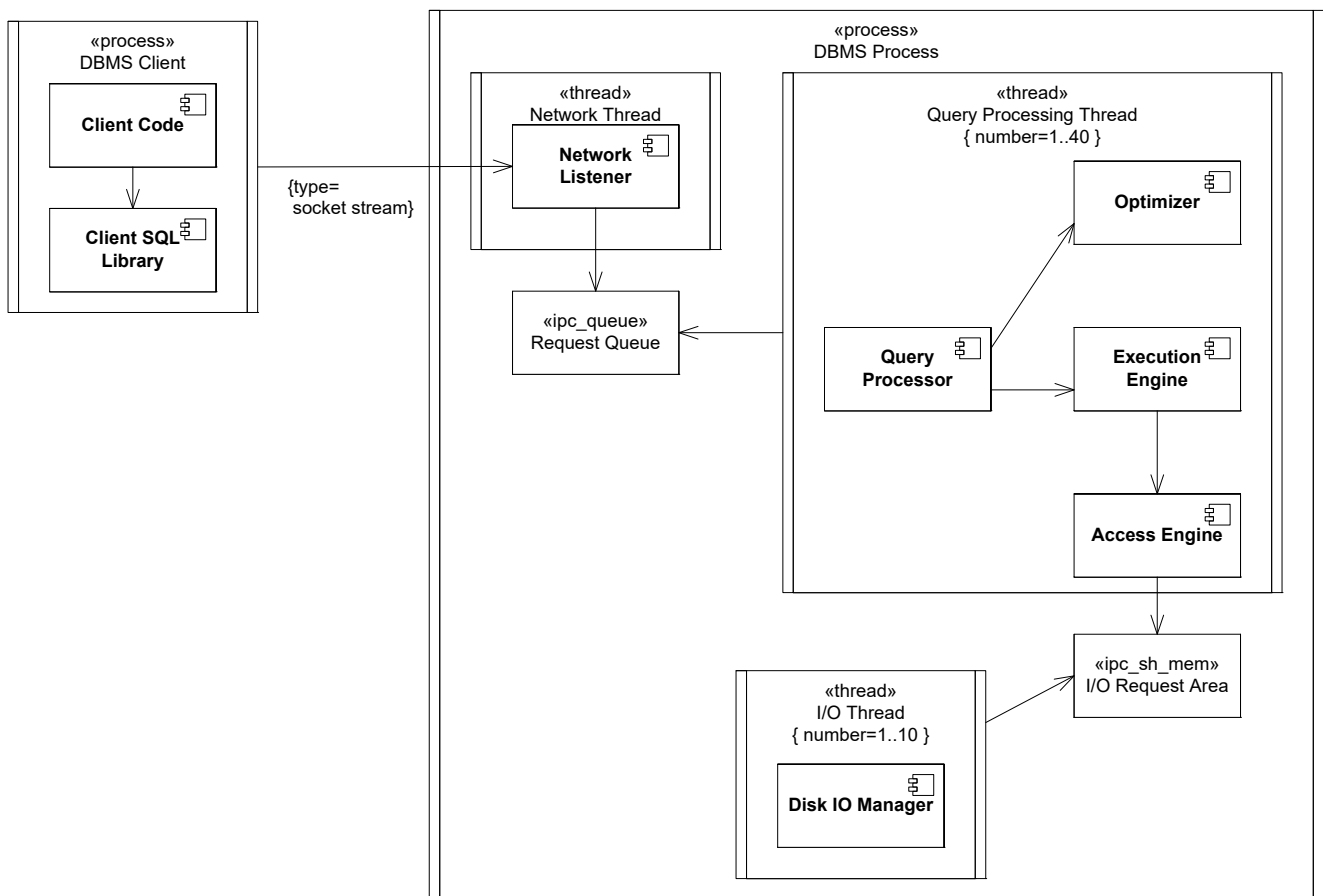 «process»
DBMS Client
Client Code
Client SQL
Library
{type=
socket stream}
«process»
DBMS Process
«thread»
Network Thread
Network
Listener
«ipc_queue»
Request Queue
«thread»
Query Processing Thread
{ number=1..40 }
Optimizer
Query
Processor
Execution
Engine
Access Engine
«ipc_sh_mem»
I/O Request Area
«thread»
I/O Thread
{ number=1..10 }
Disk IO Manager